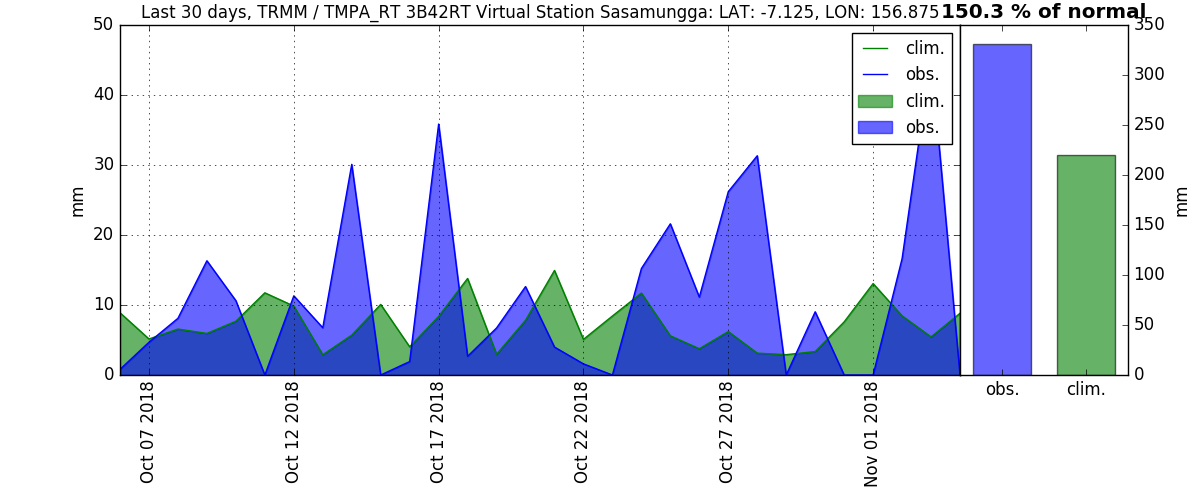 Last 30 days, TRMM / TMPA_RT 3B42RT Virtual Station Sasamungga: LAT: -7.125, LON: 156.875
150.3 % of normal
50
40
30
20
10
0
mm
clim.
obs.
clim.
obs.
350
300
250
200
150
100
50
0
mm
Oct 07 2018
Oct 12 2018
Oct 17 2018
Oct 22 2018
Oct 27 2018
Nov 01 2018
obs.
clim.